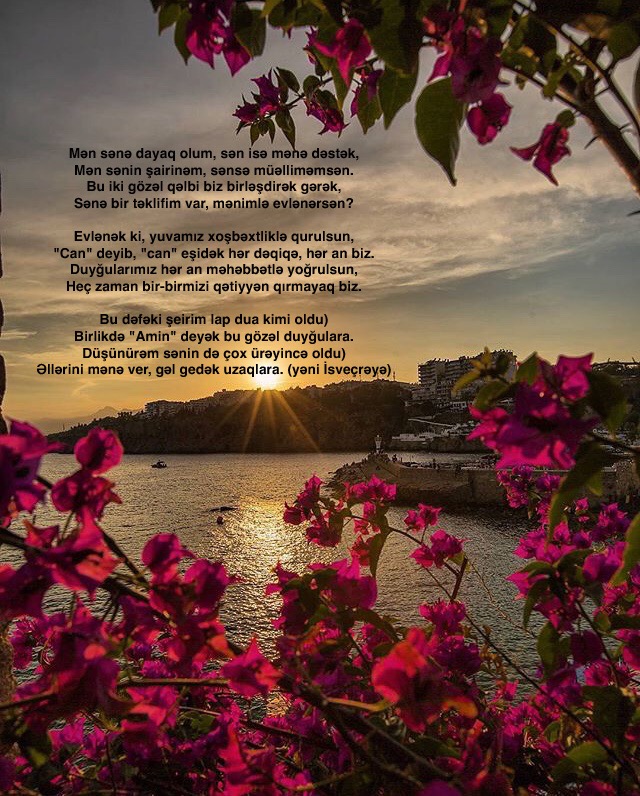 Mən sənə dayaq olum, sən isə mənə dəstək,
Mən sənin şairinəm, sənsə müəlliməmsən.
Bu iki gözəl qəlbi biz birləşdirək gərək,
Sənə bir təklifim var, mənimlə evlənərsən?
Evlənək ki, yuvamız xoşbəxtliklə qurulsun,
"Can" deyib, "can" eşidək hər dəqiqə, hər an biz.
Duyğularımız hər an məhəbbətlə yoğrulsun,
Heç zaman bir-birmizi qətiyyən qırmayaq biz.
Bu dəfəki şeirim lap dua kimi oldu)
Birlikdə "Amin" deyək bu gözəl duyğulara.
Düşünürəm sənin də çox ürəyincə oldu)
Əllərini mənə ver, gəl gedək uzaqlara. (yəni İsveçrəyə)